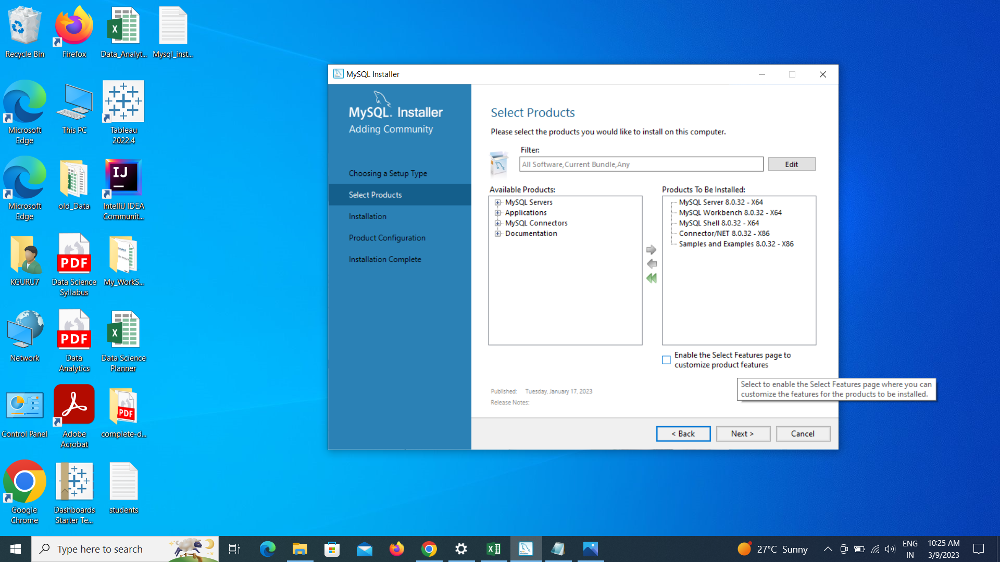 Recycle Bin
Firefox
Data_Analyt...
Mysql_inst...
Microsoft
Edge
This PC
Tableau
2022.4
Microsoft
Edge
old_Data
IJ
IntelliJ IDEA
Communit...
KGURU7
PDF
Data Science
Syllabus
My_WorkS...
Network
PDF
Data
Analytics
Data Science
Planner
Control Panel
Adobe
Acrobat
PDF
complete-d...
Google
Chrome
Dashboards
Starter Te...
students
MySQL Installer
MySQL. Installer
Adding Community
Choosing a Setup Type
Select Products
Installation
Product Configuration
Installation Complete
Select Products
Please select the products you would like to install on this computer.
Filter:
All Software,Current Bundle,Any
Edit
Available Products:
MySQL Servers
Applications
MySQL Connectors
Documentation
Products To Be Installed:
MySQL Server 8.0.32 - X64
MySQL Workbench 8.0.32 - X64
MySQL Shell 8.0.32 - X64
Connector/NET 8.0.32 - X86
Samples and Examples 8.0.32 - X86
Enable the Select Features page to
customize product features
Select to enable the Select Features page where you can
customize the features for the products to be installed.
Published: Tuesday, January 17, 2023
Release Notes:
< Back
Next >
Cancel
Type here to search
27°C Sunny
ENG
IN
10:25 AM
3/9/2023